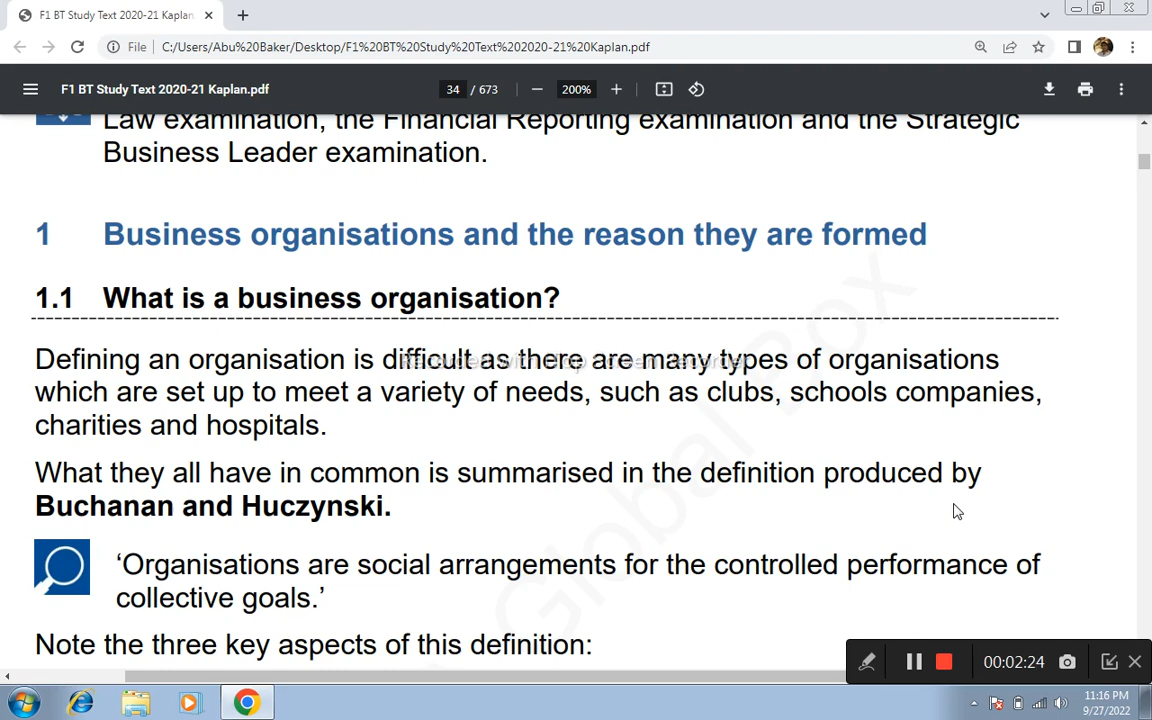 F1 BT Study Text 2020-21 Kaplan
File C:/Users/Abu%20Baker/Desktop/F1%20BT%20Study%20Text%202020-21%20Kaplan.pdf
F1 BT Study Text 2020-21 Kaplan.pdf 34 / 673 200%
Law examination, the Financial Reporting examination and the Strategic
Business Leader examination.
1 Business organisations and the reason they are formed
1.1 What is a business organisation?
Defining an organisation is difficult as there are many types of organisations
which are set up to meet a variety of needs, such as clubs, schools companies,
charities and hospitals.
What they all have in common is summarised in the definition produced by
Buchanan and Huczynski.
‘Organisations are social arrangements for the controlled performance of
collective goals.’
Note the three key aspects of this definition:
Global Box
00:02:24
11:16 PM
9/27/2022